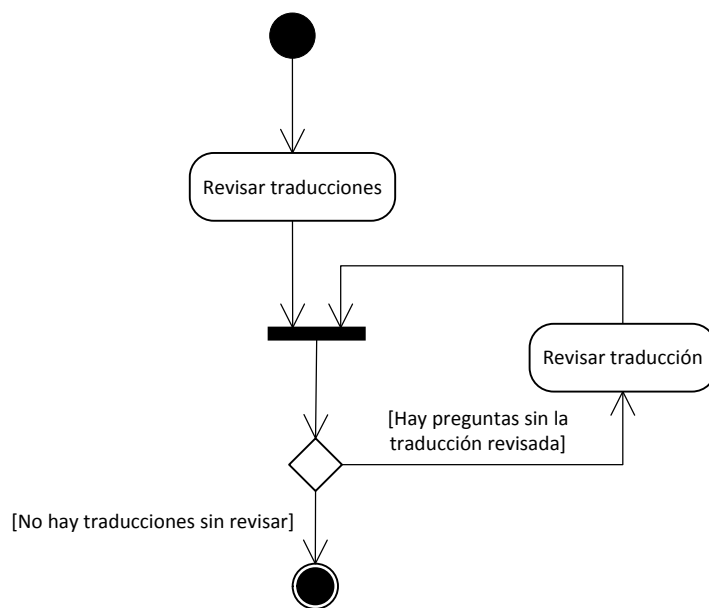 Revisar traducciones
Revisar traducción
[Hay preguntas sin la
traducción revisada]
[No hay traducciones sin revisar]